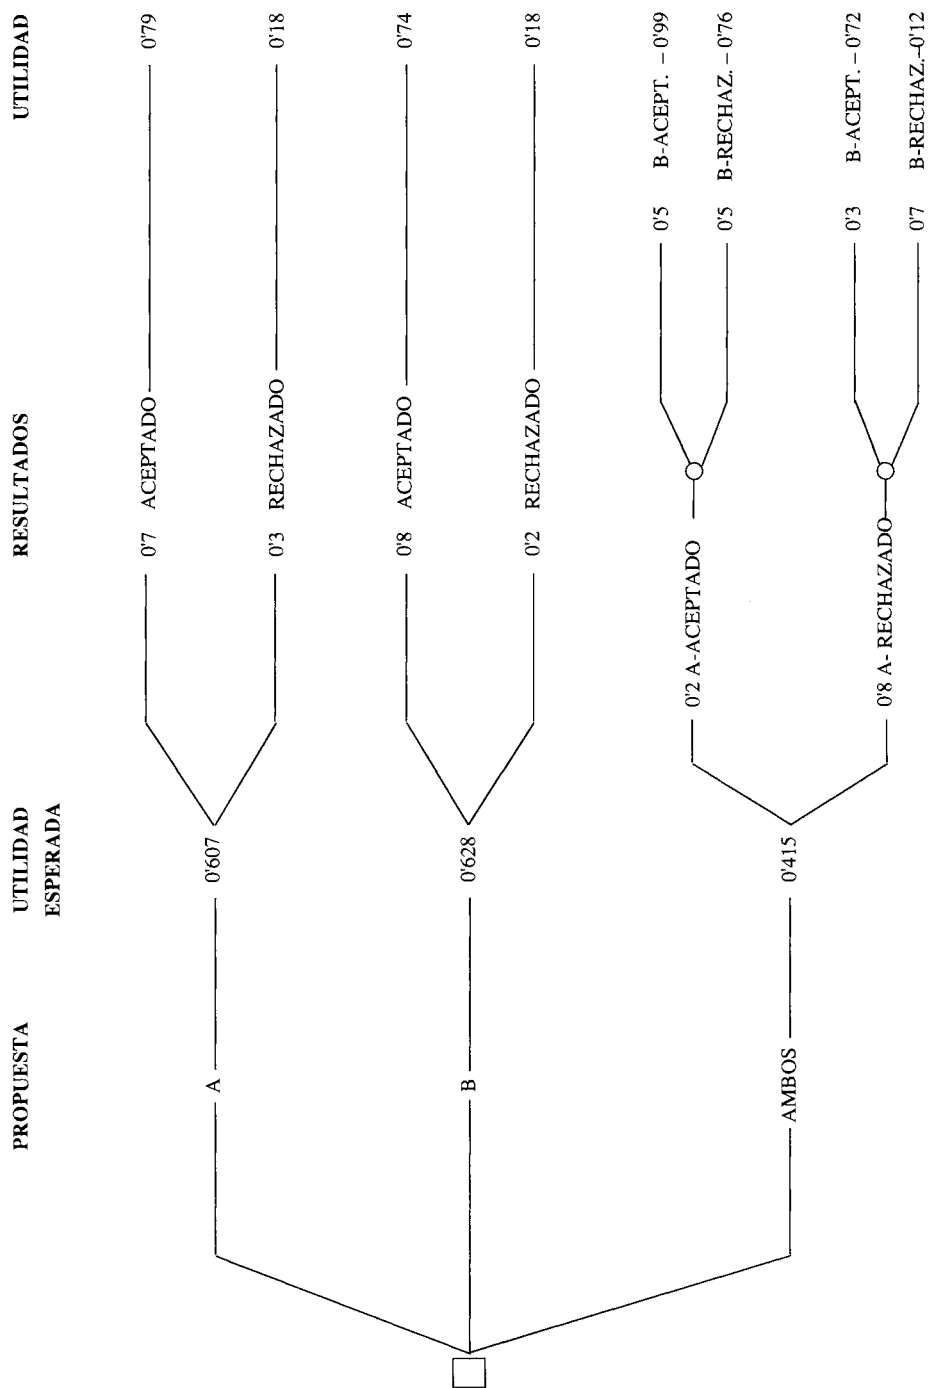 PROPUESTA UTILIDAD ESPERADA RESULTADOS UTILIDAD
0'7 ACEPTADO 0'79
A 0'607
0'3 RECHAZADO 0'18
0'8 ACEPTADO 0'74
B 0'628
0'2 RECHAZADO 0'18
0'5 B-ACEPT. – 0'99
0'2 A-ACEPTADO
0'5 B-RECHAZ. – 0'76
AMBOS 0'415
0'3 B-ACEPT. – 0'72
0'8 A- RECHAZADO
0'7 B-RECHAZ.–0'12